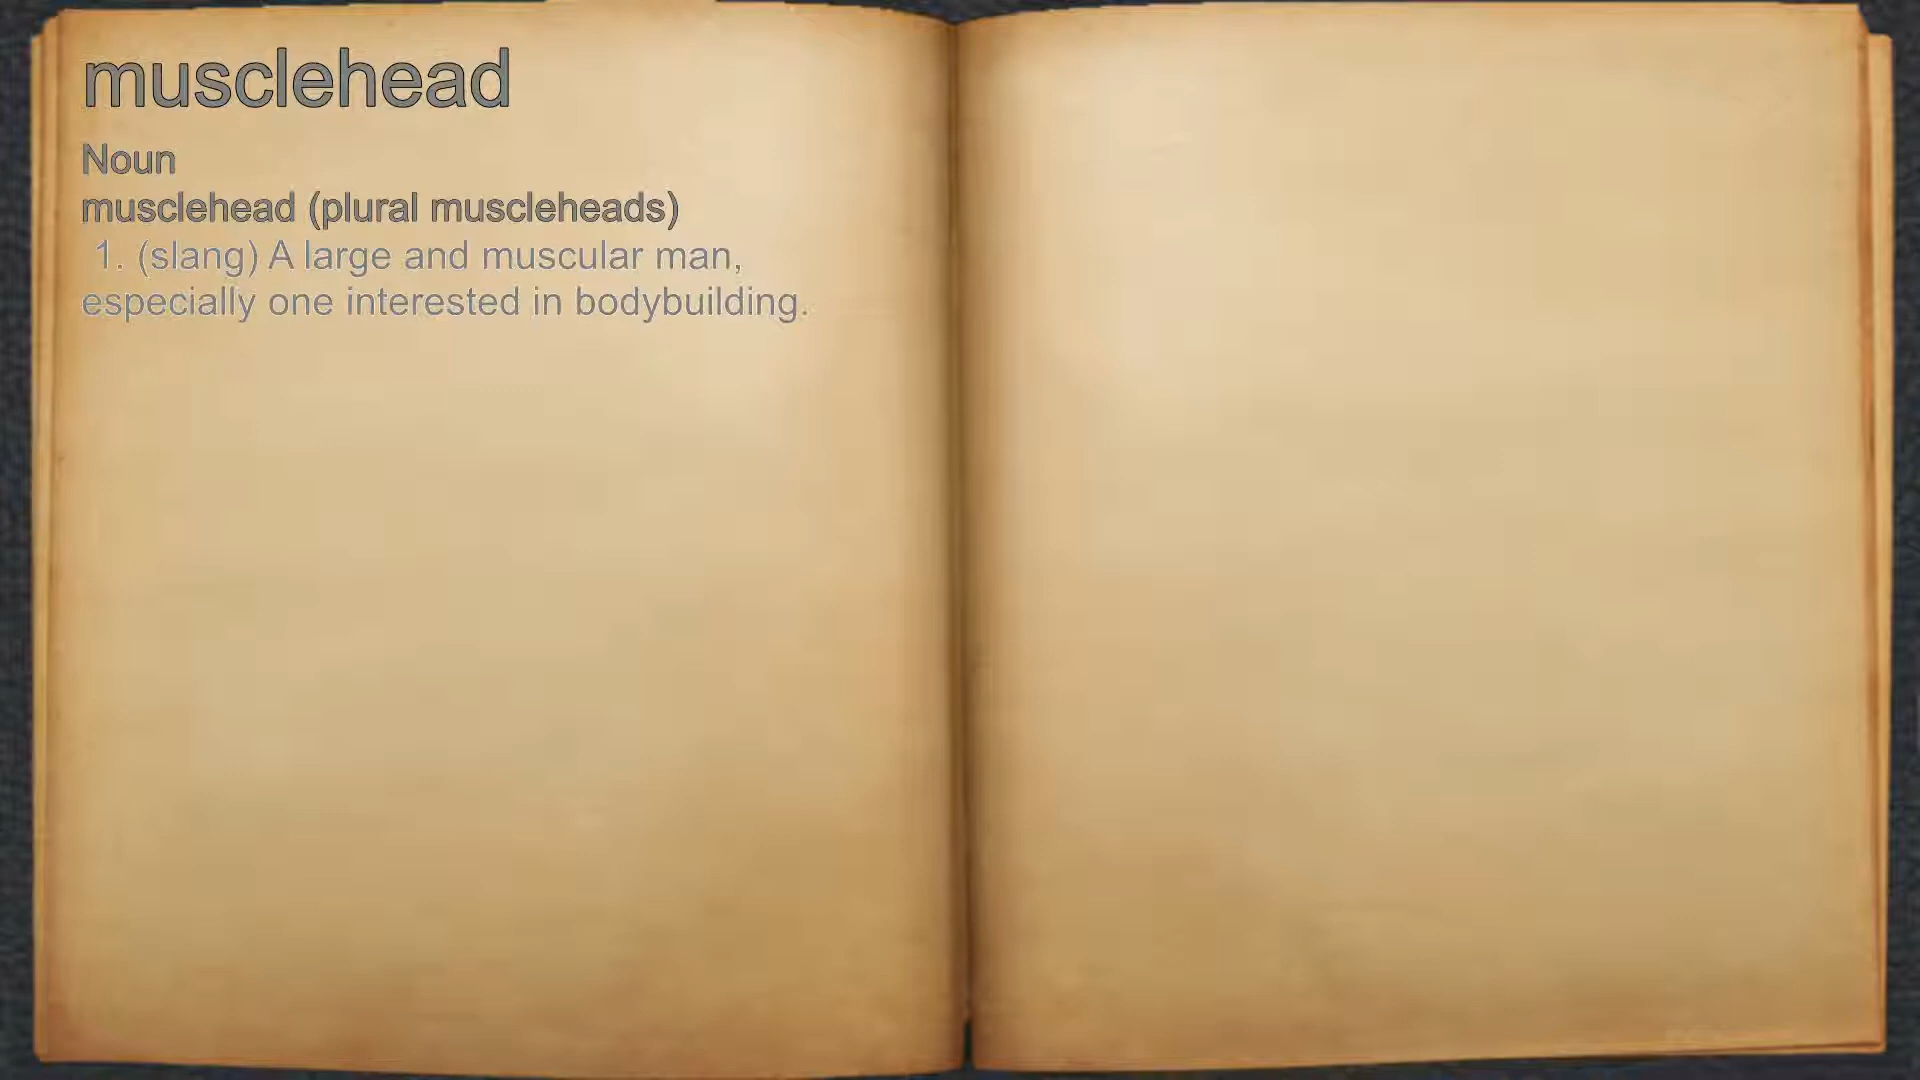 musclehead
Noun
musclehead (plural muscleheads)
1. (slang) A large and muscular man,
especially one interested in bodybuilding.